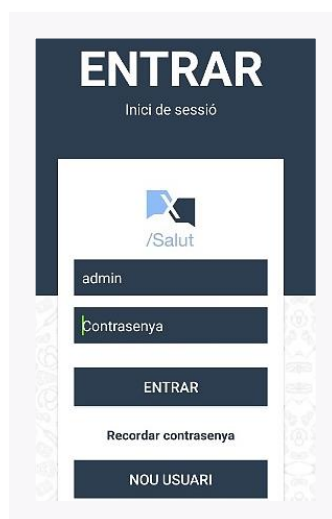 ENTRAR
Inici de sessió
/Salut
admin
Contrasenya
ENTRAR
Recordar contrasenya
NOU USUARI